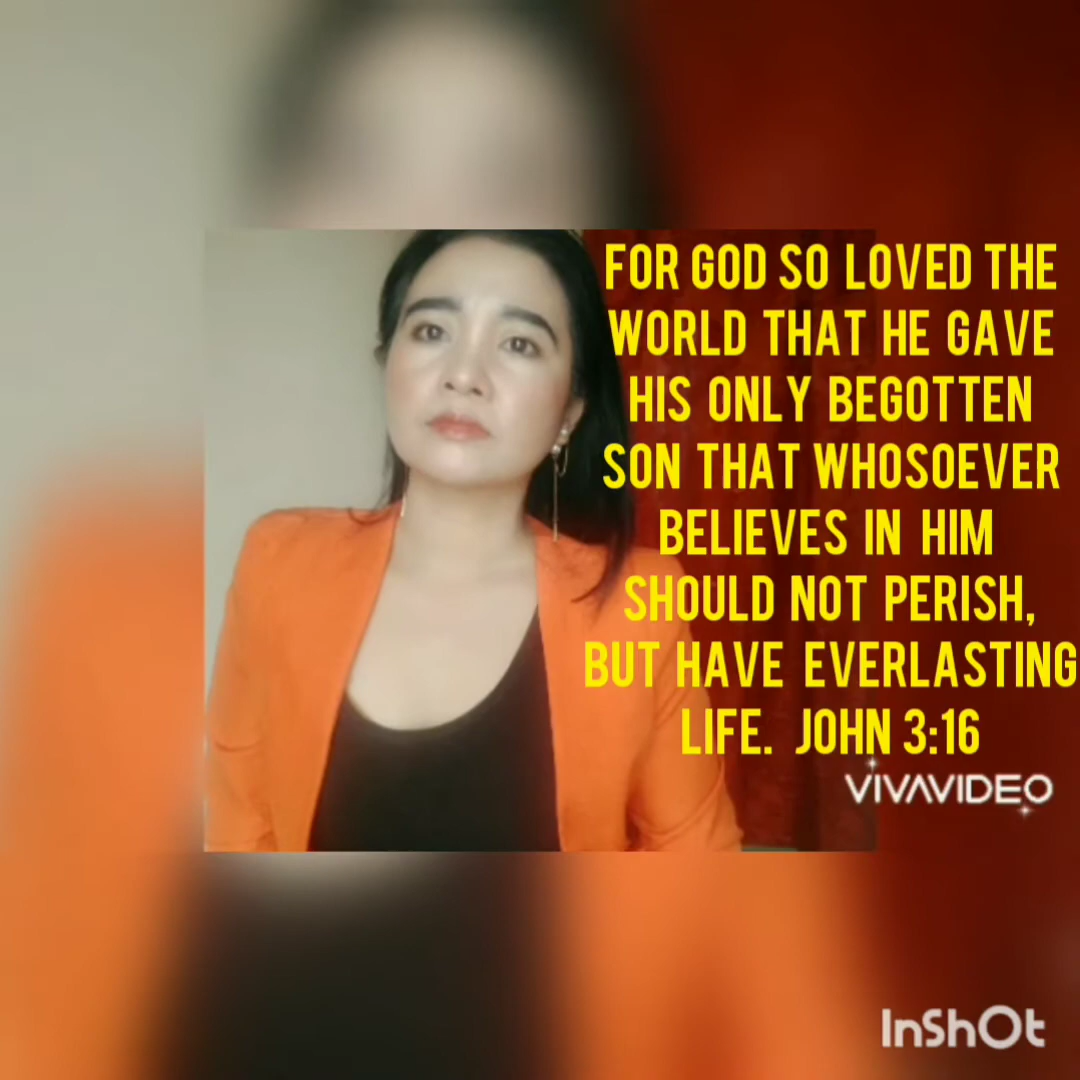 FOR GOD SO LOVED THE
WORLD THAT HE GAVE
HIS ONLY BEGOTTEN
SON THAT WHOSOEVER
BELIEVES IN HIM
SHOULD NOT PERISH,
BUT HAVE EVERLASTING
LIFE. JOHN 3:16
VIVAVIDEO
InShOt